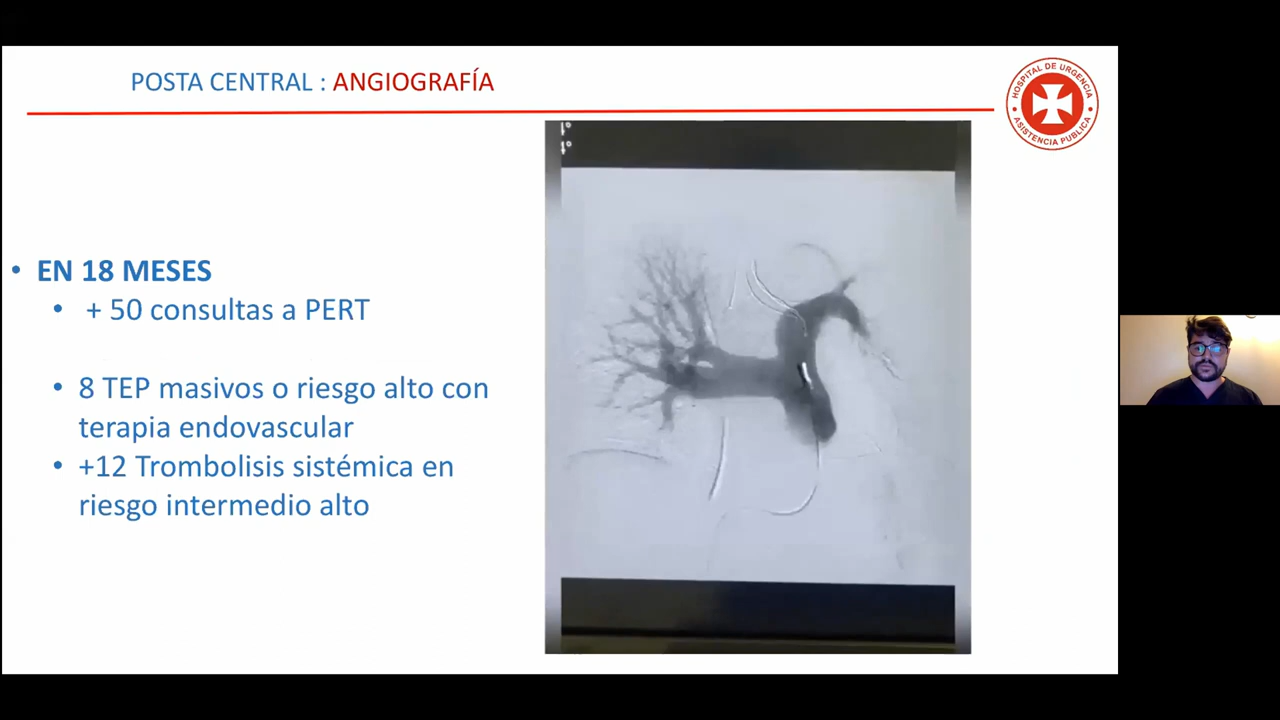 POSTA CENTRAL : ANGIOGRAFÍA
HOSPITAL DE URGENCIA
ASISTENCIA PUBLICA
• EN 18 MESES
• + 50 consultas a PERT
• 8 TEP masivos o riesgo alto con
terapia endovascular
• +12 Trombolisis sistémica en
riesgo intermedio alto